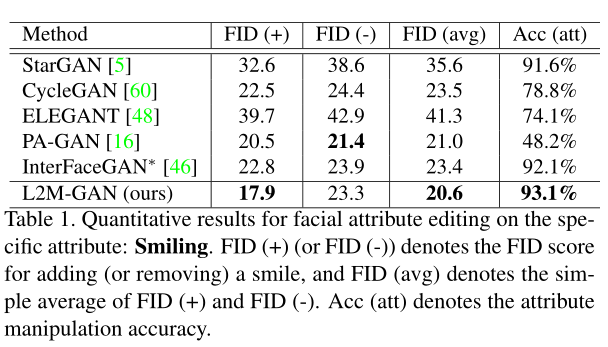 Method FID (+) FID (-) FID (avg) Acc (att)
StarGAN [5] 32.6 38.6 35.6 91.6%
CycleGAN [60] 22.5 24.4 23.5 78.8%
ELEGANT [48] 39.7 42.9 41.3 74.1%
PA-GAN [16] 20.5 21.4 21.0 48.2%
InterFaceGAN* [46] 22.8 23.9 23.4 92.1%
L2M-GAN (ours) 17.9 23.3 20.6 93.1%
Table 1. Quantitative results for facial attribute editing on the spe-
cific attribute: Smiling. FID (+) (or FID (-)) denotes the FID score
for adding (or removing) a smile, and FID (avg) denotes the sim-
ple average of FID (+) and FID (-). Acc (att) denotes the attribute
manipulation accuracy.